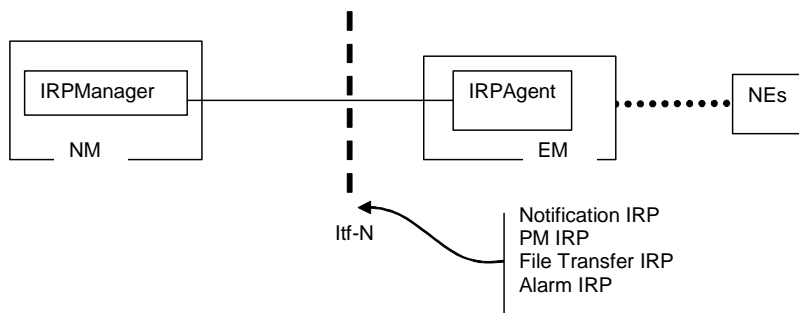 IRPManager
NM
IRPAgent
EM
NEs
Itf-N
Notification IRP
PM IRP
File Transfer IRP
Alarm IRP